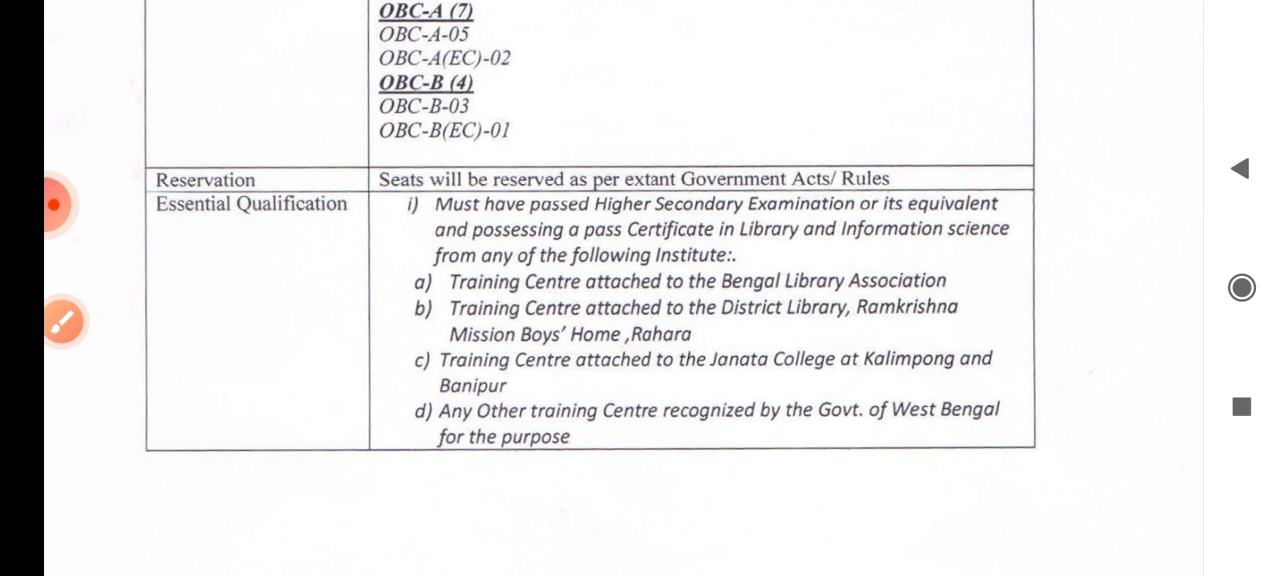 OBC-A (7)
OBC-A-05
OBC-A(EC)-02
OBC-B (4)
OBC-B-03
OBC-B(EC)-01
Reservation
Seats will be reserved as per extant Government Acts/ Rules
Essential Qualification
i) Must have passed Higher Secondary Examination or its equivalent
and possessing a pass Certificate in Library and Information science
from any of the following Institute:.
a) Training Centre attached to the Bengal Library Association
b) Training Centre attached to the District Library, Ramkrishna
Mission Boys' Home ,Rahara
c) Training Centre attached to the Janata College at Kalimpong and
Banipur
d) Any Other training Centre recognized by the Govt. of West Bengal
for the purpose